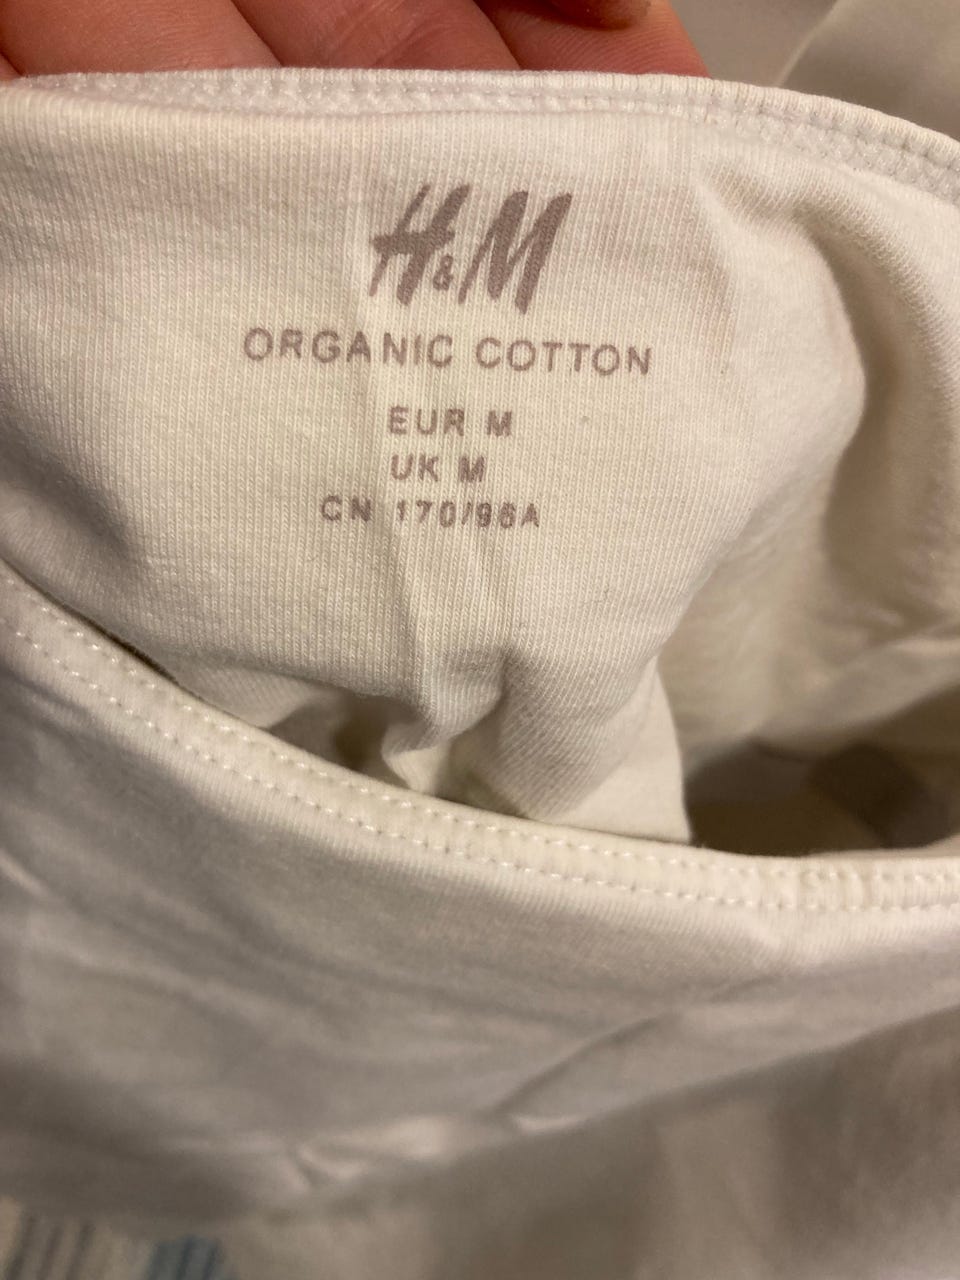 H&M
ORGANIC COTTON
EUR M
UK M
CN 170/96A